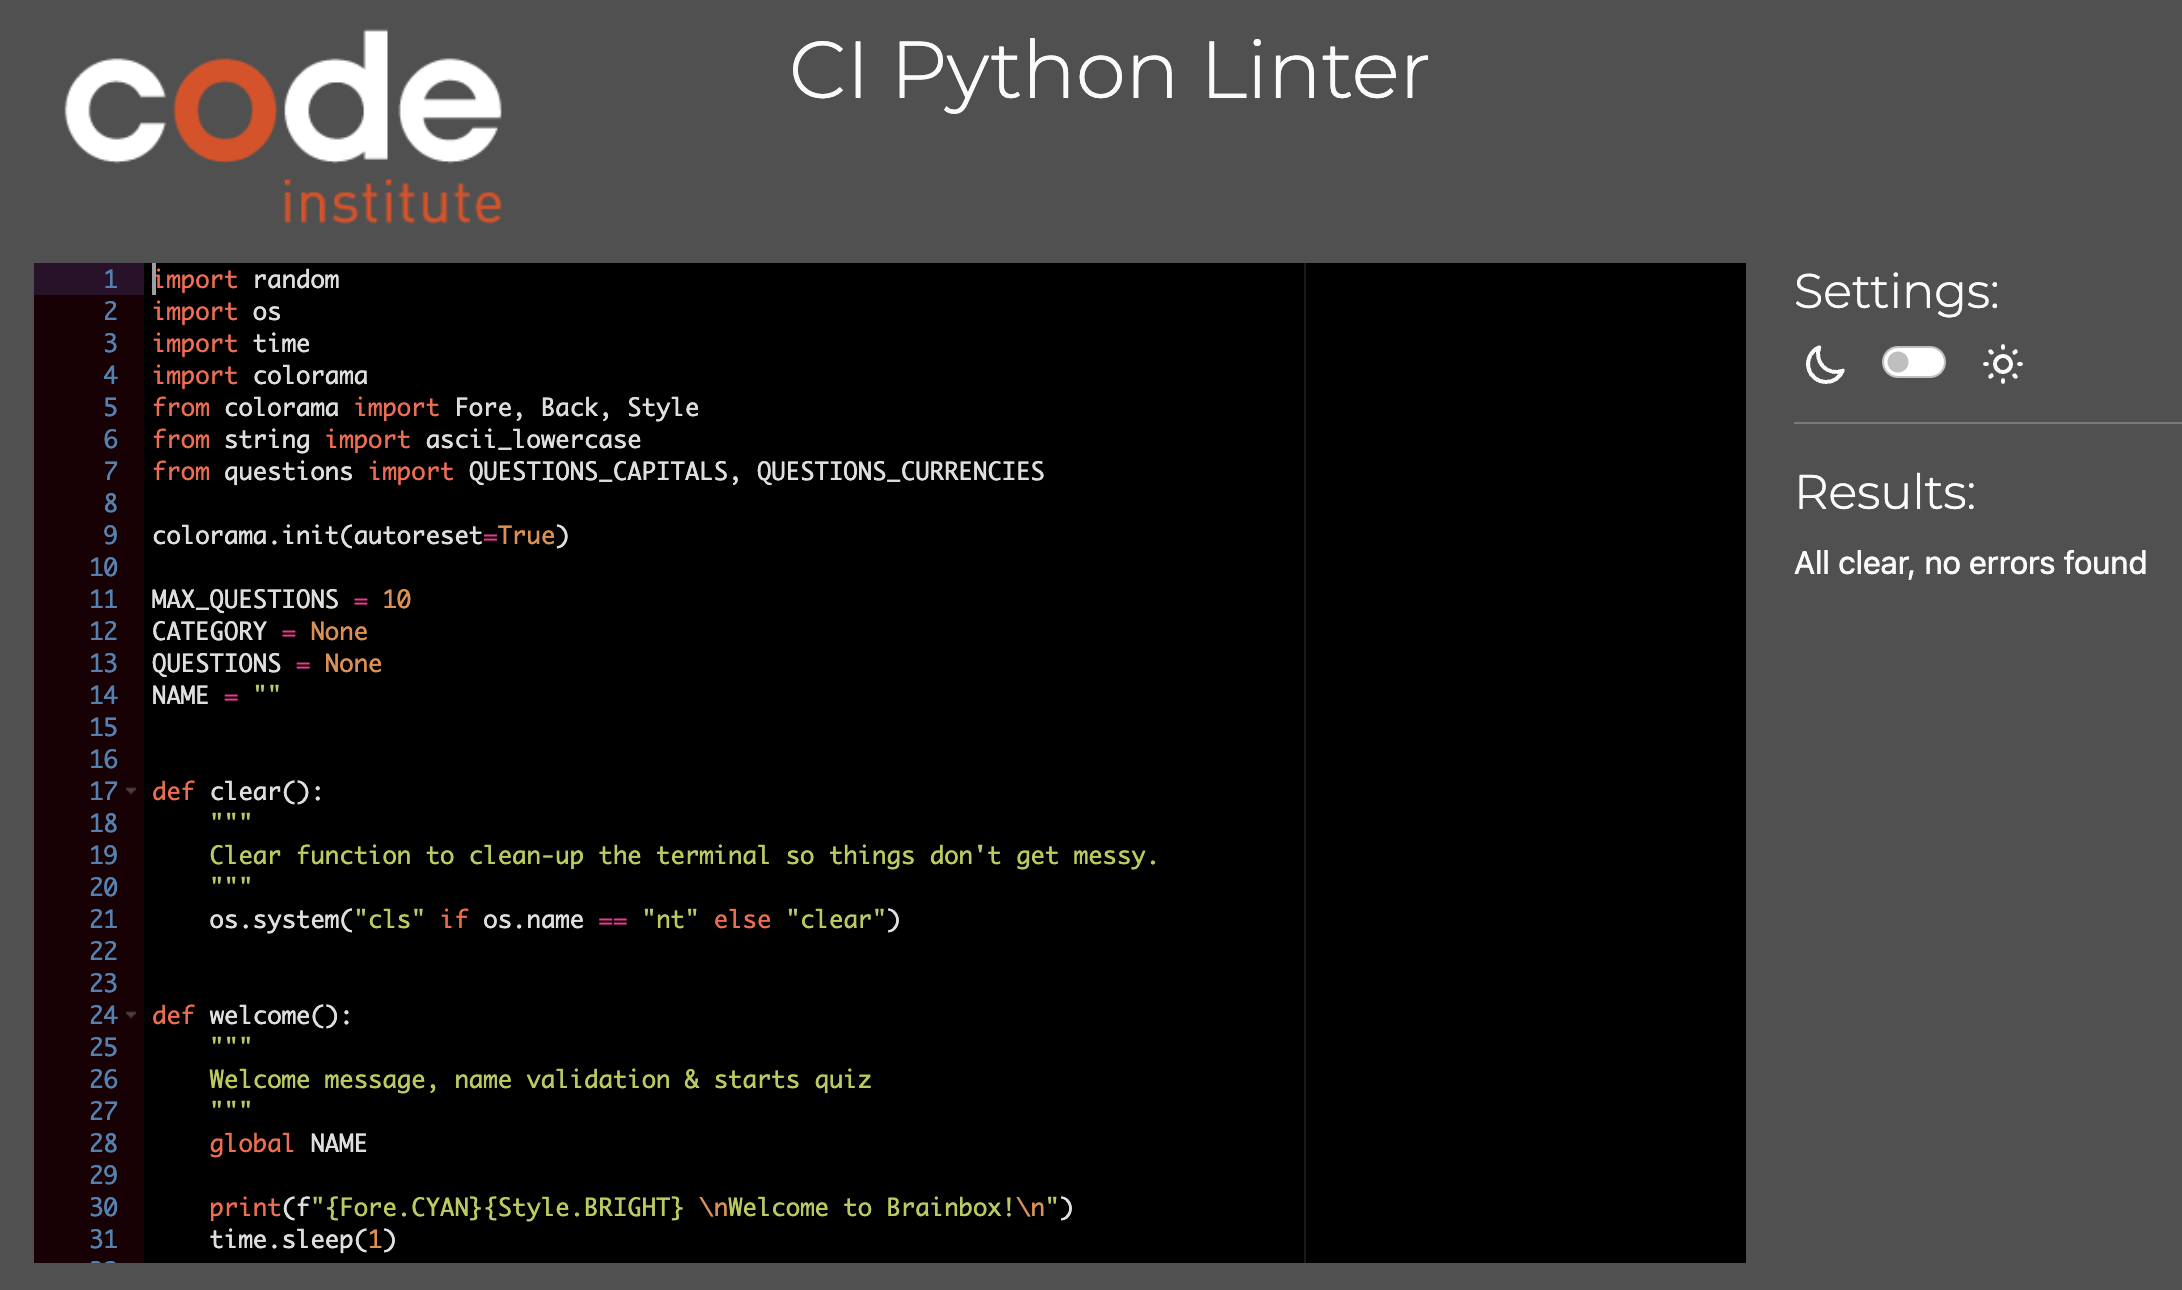 code
institute
CI Python Linter
1 import random
2 import os
3 import time
4 import colorama
5 from colorama import Fore, Back, Style
6 from string import ascii_lowercase
7 from questions import QUESTIONS_CAPITALS, QUESTIONS_CURRENCIES
8
9 colorama.init(autoreset=True)
10
11 MAX_QUESTIONS = 10
12 CATEGORY = None
13 QUESTIONS = None
14 NAME = ""
15
16
17 def clear():
18     """
19     Clear function to clean-up the terminal so things don't get messy.
20     """
21     os.system("cls" if os.name == "nt" else "clear")
22
23
24 def welcome():
25     """
26     Welcome message, name validation & starts quiz
27     """
28     global NAME
29
30     print(f"{Fore.CYAN}{Style.BRIGHT} \nWelcome to Brainbox!\n")
31     time.sleep(1)
Settings:
Results:
All clear, no errors found